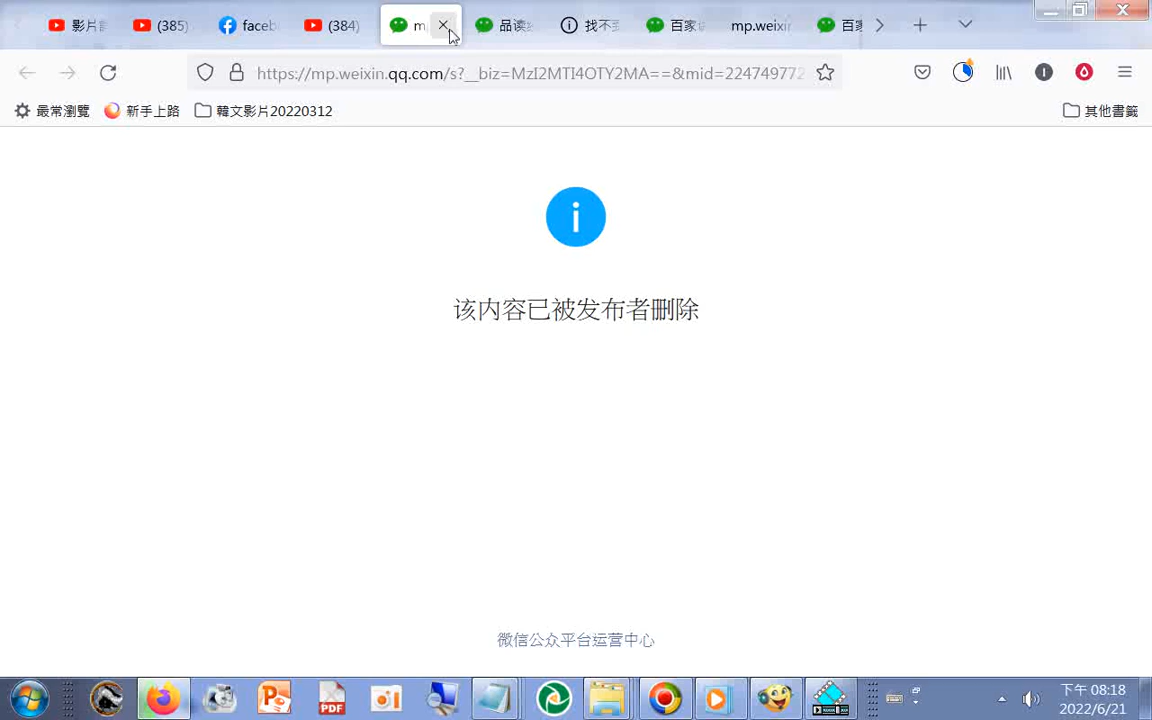 影片 (385) faceb (384) m 品读 找不 百家 mp.weixin 百家
https://mp.weixin.qq.com/s?__biz=MzI2MTI4OTY2MA==&mid=224749772
最常瀏覽 新手上路 韓文影片20220312 其他書籤
该内容已被发布者删除
微信公众平台运营中心
下午 08:18
2022/6/21